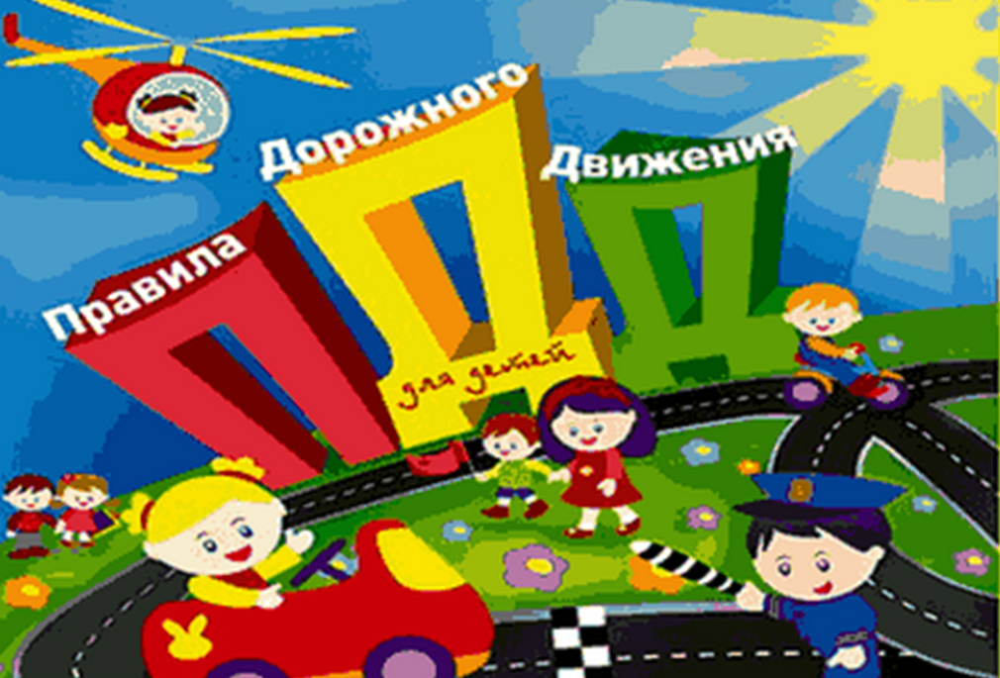 Правила
Дорожного
Движения
ПДД
для детей